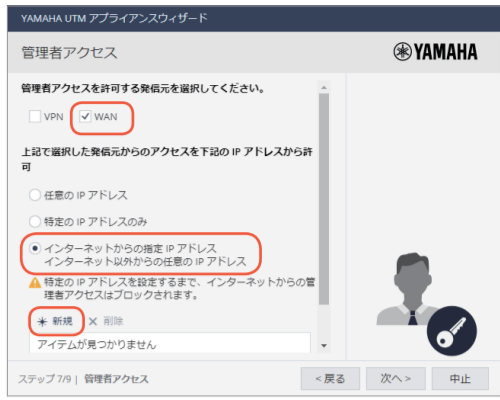 YAMAHA UTM アプライアンスウィザード
管理者アクセス
YAMAHA
管理者アクセスを許可する発信元を選択してください。
VPN WAN
上記で選択した発信元からのアクセスを下記の IP アドレスから許
可
任意の IP アドレス
特定の IP アドレスのみ
インターネットからの指定 IP アドレス
インターネット以外からの任意の IP アドレス
特定の IP アドレスを設定するまで、インターネットからの管
理者アクセスはブロックされます。
新規 削除
アイテムが見つかりません
ステップ 7/9 | 管理者アクセス <戻る 次へ> 中止